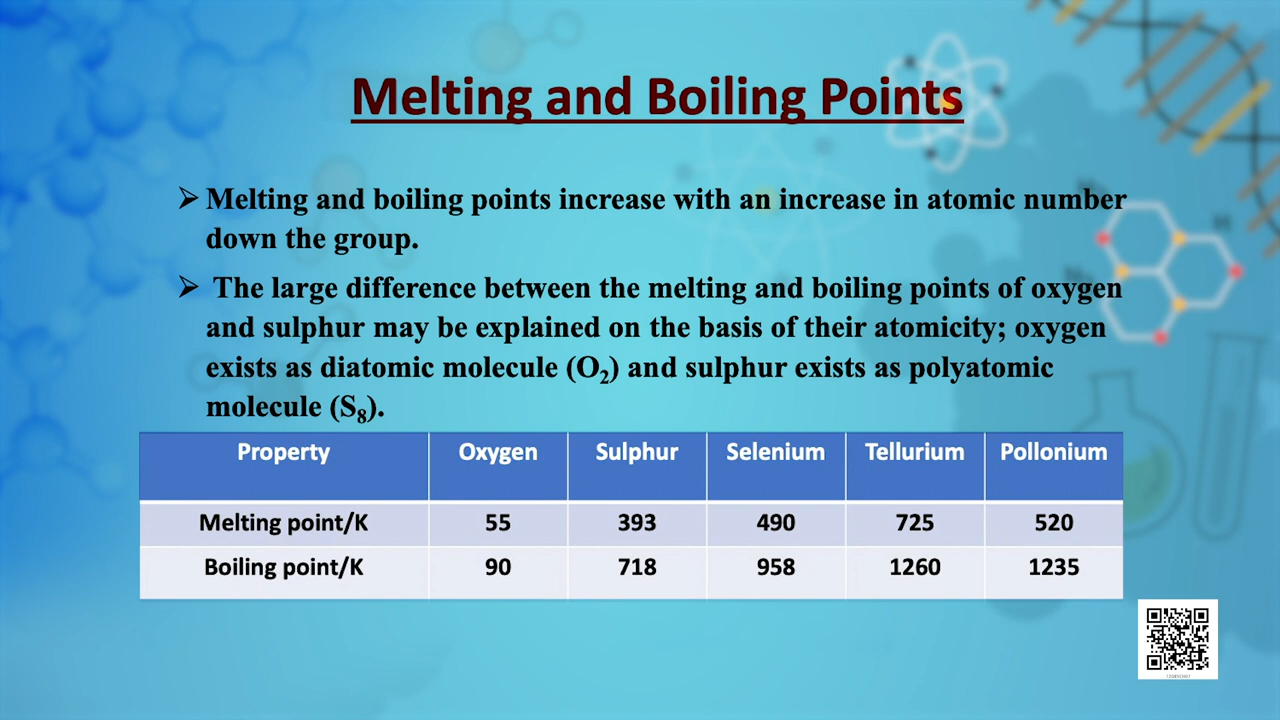 Melting and Boiling Points
➢ Melting and boiling points increase with an increase in atomic number
down the group.
➢ The large difference between the melting and boiling points of oxygen
and sulphur may be explained on the basis of their atomicity; oxygen
exists as diatomic molecule (O₂) and sulphur exists as polyatomic
molecule (S₈).
Property Oxygen Sulphur Selenium Tellurium Pollonium
Melting point/K 55 393 490 725 520
Boiling point/K 90 718 958 1260 1235